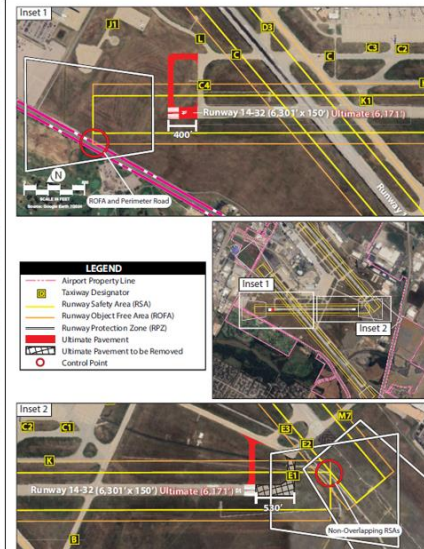 Inset 1
J1
L
D3
C
C
C3
C2
C4
K1
Runway 14-32 (6,301' x 150') Ultimate (6,171')
400'
Runway
N
SCALE IN FEET
ROFA and Perimeter Road
LEGEND
Airport Property Line
Taxiway Designator
Runway Safety Area (RSA)
Runway Object Free Area (ROFA)
Runway Protection Zone (RPZ)
Ultimate Pavement
Ultimate Pavement to be Removed
Control Point
Inset 1
Inset 2
Inset 2
C2
C1
M7
E3
E2
K
E1
Runway 14-32 (6,301' x 150') Ultimate (6,171')
530'
B
Non-Overlapping RSAs